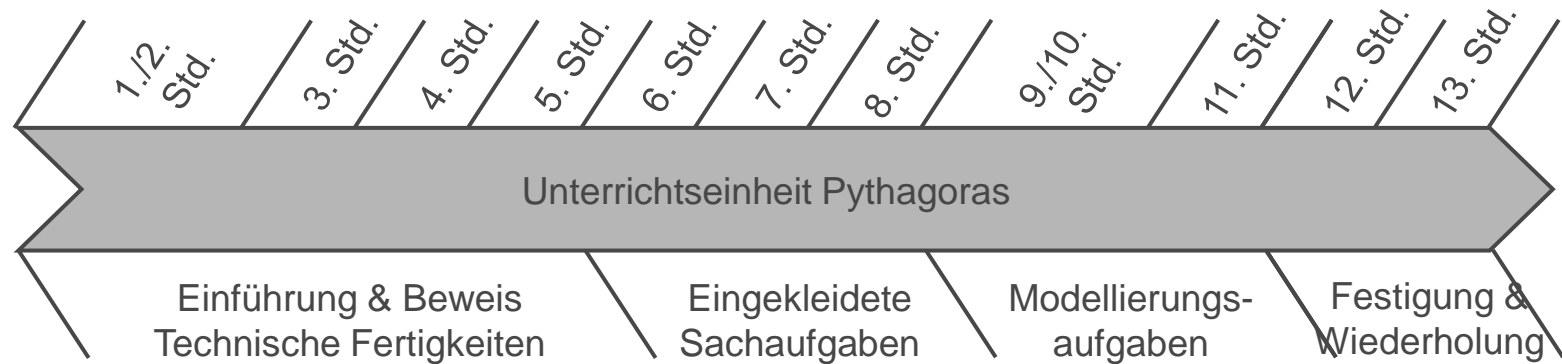 1./2.
Std.
3. Std.
4. Std.
5. Std.
6. Std.
7. Std.
8. Std.
9./10.
Std.
11. Std.
12. Std.
13. Std.
Unterrichtseinheit Pythagoras
Einführung & Beweis
Technische Fertigkeiten
Eingekleidete
Sachaufgaben
Modellierungs-
aufgaben
Festigung &
Wiederholung